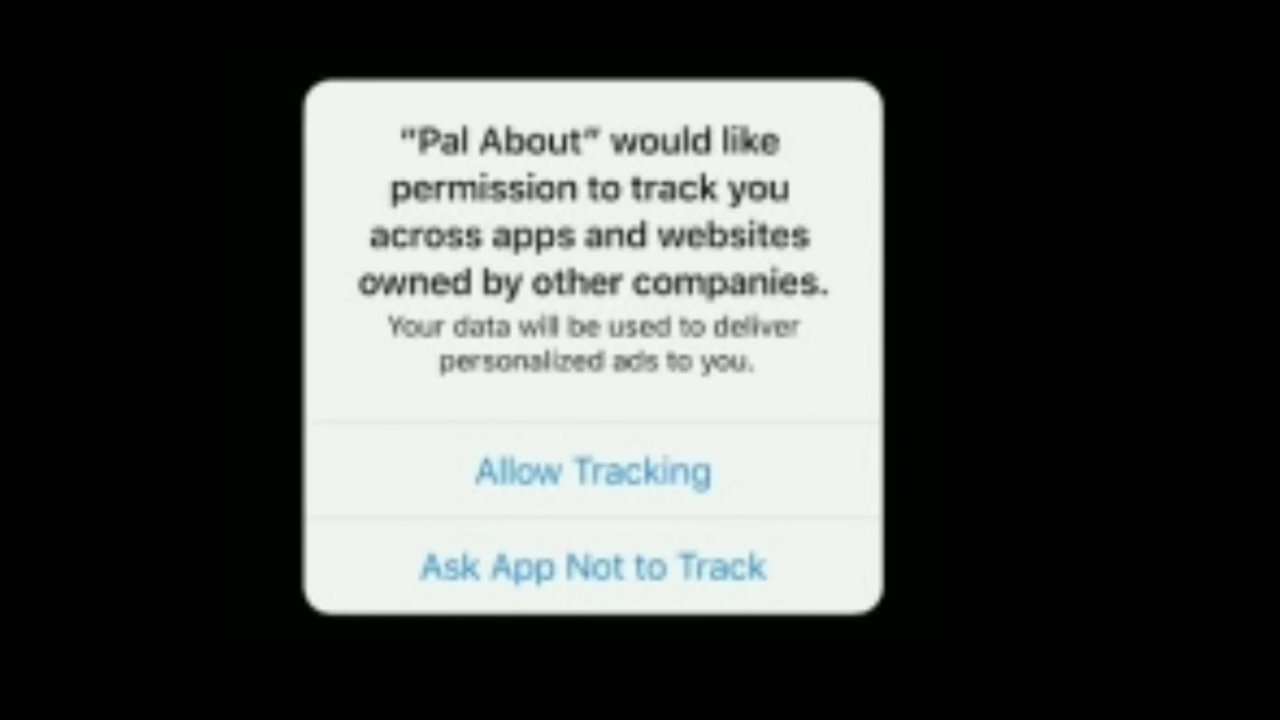 "Pal About" would like
permission to track you
across apps and websites
owned by other companies.
Your data will be used to deliver
personalized ads to you.
Allow Tracking
Ask App Not to Track